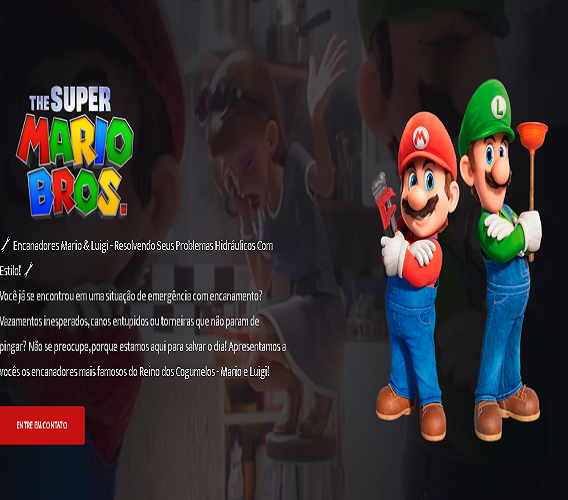 THE SUPER
MARIO
BROS.
Encanadores Mario & Luigi - Resolvendo Seus Problemas Hidráulicos Com
Estilo!
Você já se encontrou em uma situação de emergência com encanamento?
Vazamentos inesperados, canos entupidos ou torneiras que não param de
pingar? Não se preocupe, porque estamos aqui para salvar o dia! Apresentamos a
vocês os encanadores mais famosos do Reino dos Cogumelos - Mario e Luigi!
ENTRE EM CONTATO
M
L